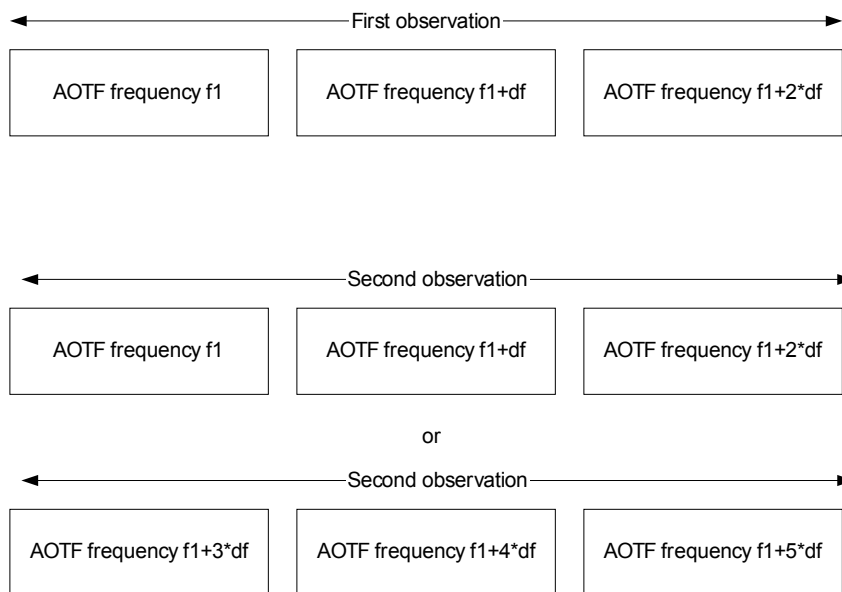 First observation
AOTF frequency f1
AOTF frequency f1+df
AOTF frequency f1+2*df
Second observation
AOTF frequency f1
AOTF frequency f1+df
AOTF frequency f1+2*df
or
Second observation
AOTF frequency f1+3*df
AOTF frequency f1+4*df
AOTF frequency f1+5*df